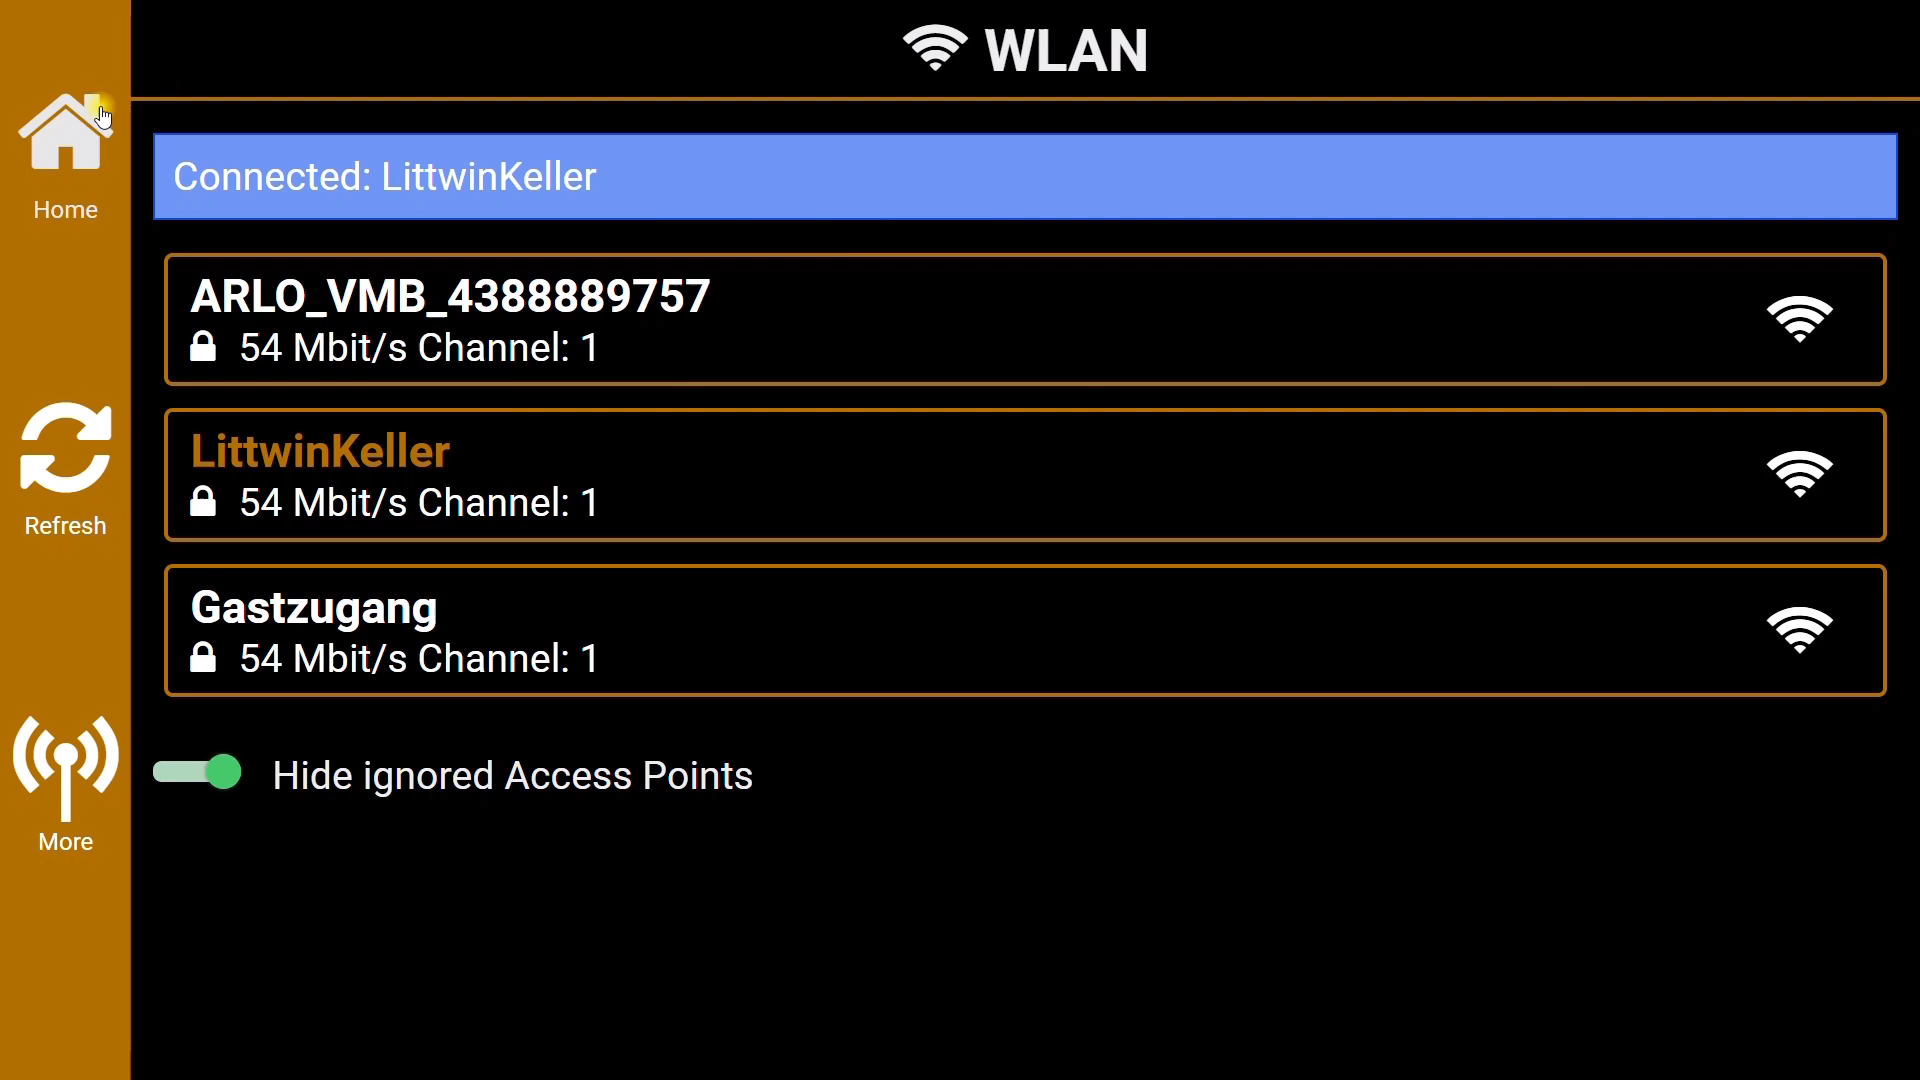 WLAN
Home
Connected: LittwinKeller
ARLO_VMB_4388889757
54 Mbit/s Channel: 1
LittwinKeller
54 Mbit/s Channel: 1
Refresh
Gastzugang
54 Mbit/s Channel: 1
Hide ignored Access Points
More